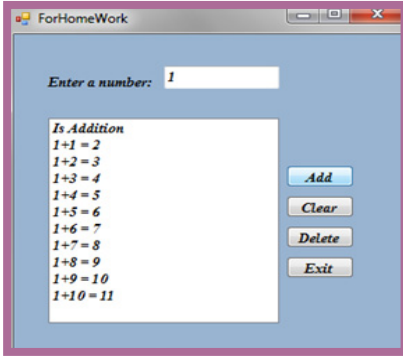 ForHomeWork
Enter a number: 1
Is Addition
1+1 = 2
1+2 = 3
1+3 = 4
1+4 = 5
1+5 = 6
1+6 = 7
1+7 = 8
1+8 = 9
1+9 = 10
1+10 = 11
Add
Clear
Delete
Exit